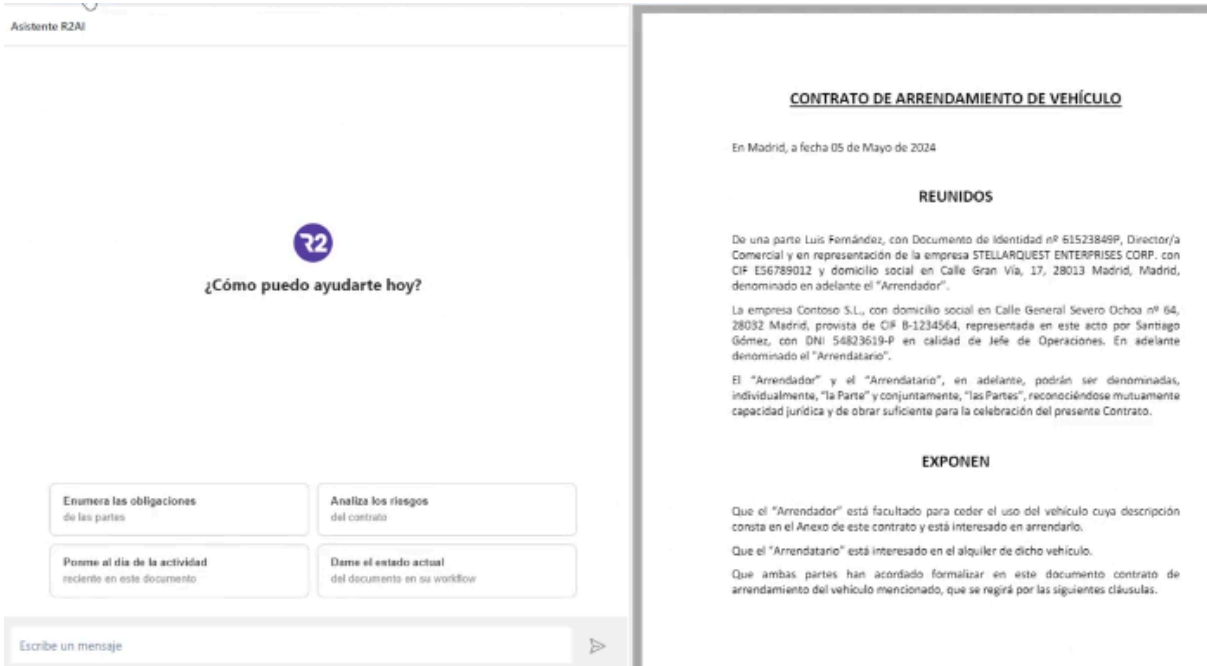 Asistente R2AI
R2
¿Cómo puedo ayudarte hoy?
Enumera las obligaciones
de las partes
Analiza los riesgos
del contrato
Ponme al día de la actividad
reciente en este documento
Dame el estado actual
del documento en su workflow
Escribe un mensaje
CONTRATO DE ARRENDAMIENTO DE VEHÍCULO
En Madrid, a fecha 05 de Mayo de 2024
REUNIDOS
De una parte Luis Fernández, con Documento de Identidad nº 61523849P, Director/a
Comercial y en representación de la empresa STELLARQUEST ENTERPRISES CORP. con
CIF E56789012 y domicilio social en Calle Gran Vía, 17, 28013 Madrid, Madrid,
denominado en adelante el "Arrendador".
La empresa Contoso S.L., con domicilio social en Calle General Severo Ochoa nº 64,
28032 Madrid, provista de CIF B-1234564, representada en este acto por Santiago
Gómez, con DNI 54823619-P en calidad de Jefe de Operaciones. En adelante
denominado el "Arrendatario".
El "Arrendador" y el "Arrendatario", en adelante, podrán ser denominadas,
individualmente, "la Parte" y conjuntamente, "las Partes", reconociéndose mutuamente
capacidad jurídica y de obrar suficiente para la celebración del presente Contrato.
EXPONEN
Que el "Arrendador" está facultado para ceder el uso del vehículo cuya descripción
consta en el Anexo de este contrato y está interesado en arrendarlo.
Que el "Arrendatario" está interesado en el alquiler de dicho vehículo.
Que ambas partes han acordado formalizar en este documento contrato de
arrendamiento del vehículo mencionado, que se regirá por las siguientes cláusulas.